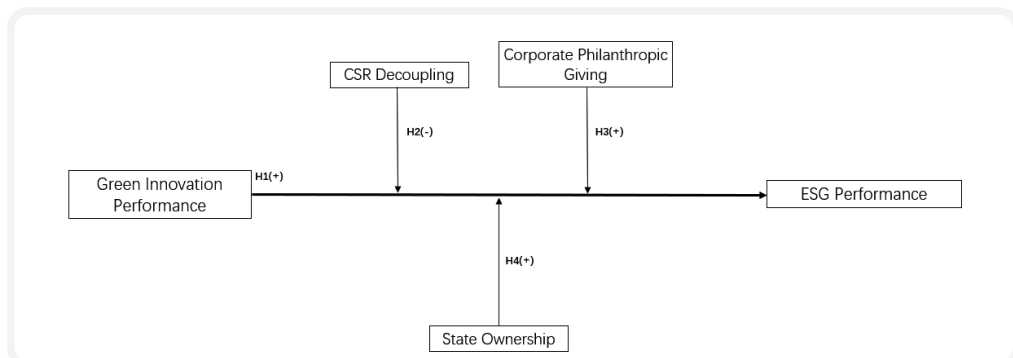 Corporate Philanthropic
Giving
CSR Decoupling
H2(-)
H3(+)
H1(+)
Green Innovation
Performance
ESG Performance
H4(+)
State Ownership